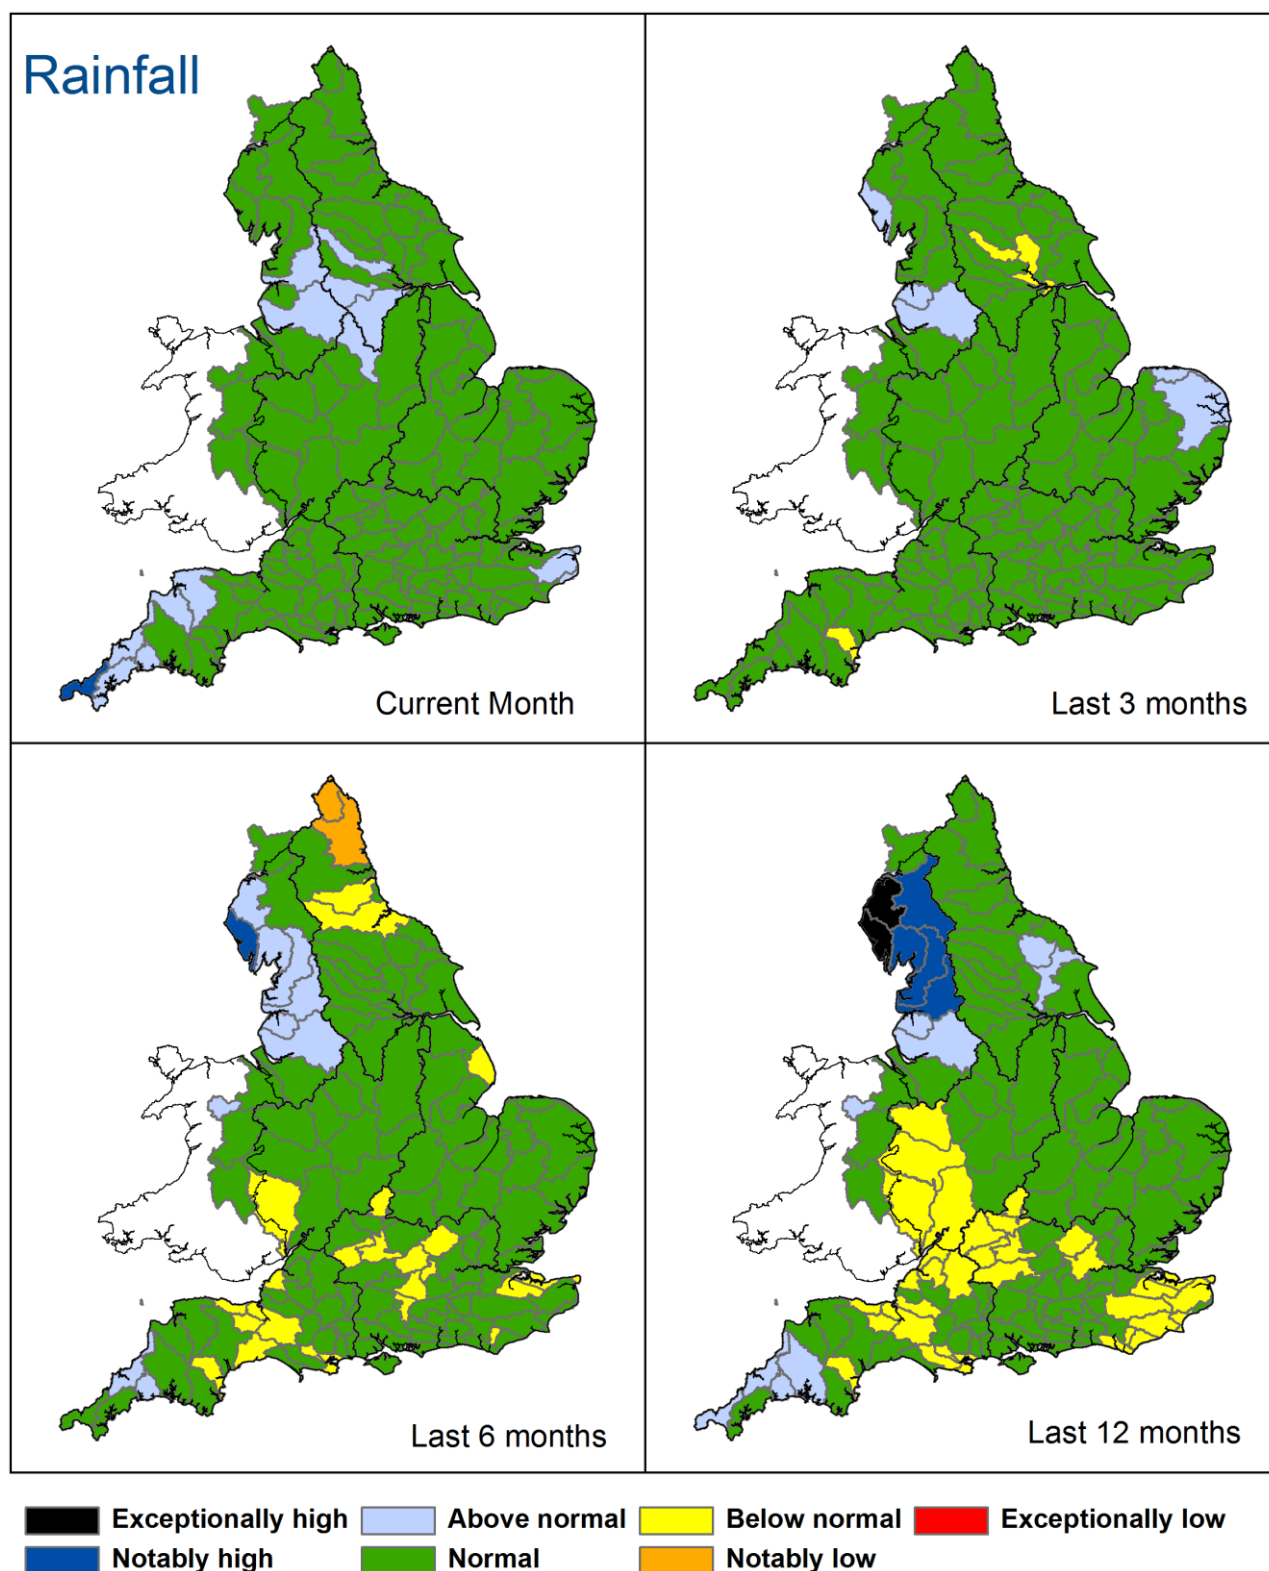 Rainfall
Current Month
Last 3 months
Last 6 months
Last 12 months
Exceptionally high
Above normal
Below normal
Exceptionally low
Notably high
Normal
Notably low